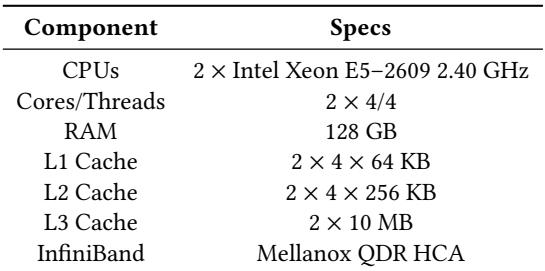 Component Specs
CPUs 2 × Intel Xeon E5–2609 2.40 GHz
Cores/Threads 2 × 4/4
RAM 128 GB
L1 Cache 2 × 4 × 64 KB
L2 Cache 2 × 4 × 256 KB
L3 Cache 2 × 10 MB
InfiniBand Mellanox QDR HCA